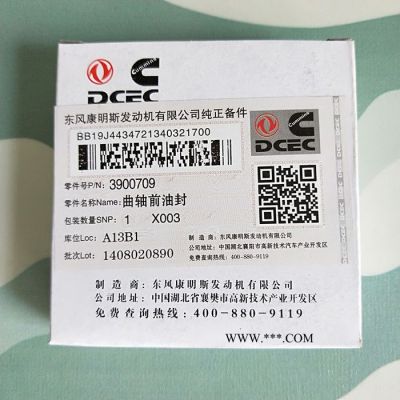 Cummins
DCEC
东风康明斯发动机有限公司纯正备件
BB19J4434721340321700
DCEC
零件号P/N: 3900709
零件名称Name: 曲轴前油封
包装数量SNP: 1 X003
库位Loc: A13B1
批次Lot: 1408020890
制造商: 东风康明斯发动机有限公司
公司地址: 中国湖北省襄阳市高新技术汽车产业开发区
免费查询热线: 400-880-9119
制造商: 东风康明斯发动机有限公司
公司地址: 中国湖北省襄樊市高新技术产业开发区
免费查询热线: 400-880-9119
WWW.***.COM